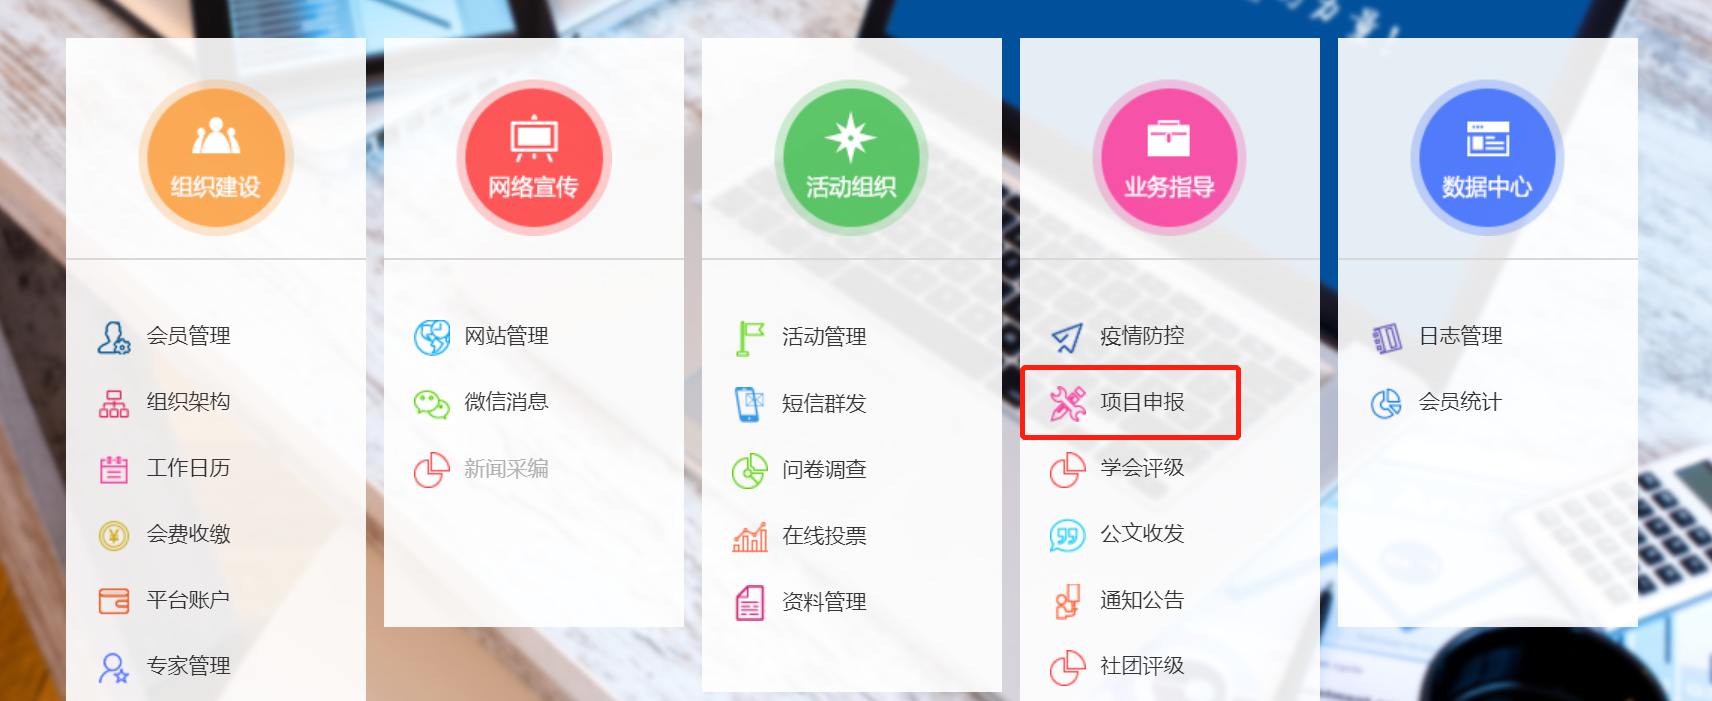 力量!
组织建设
会员管理
组织架构
工作日历
会费收缴
平台账户
专家管理
网络宣传
网站管理
微信消息
新闻采编
活动组织
活动管理
短信群发
问卷调查
在线投票
资料管理
业务指导
疫情防控
项目申报
学会评级
公文收发
通知公告
社团评级
数据中心
日志管理
会员统计